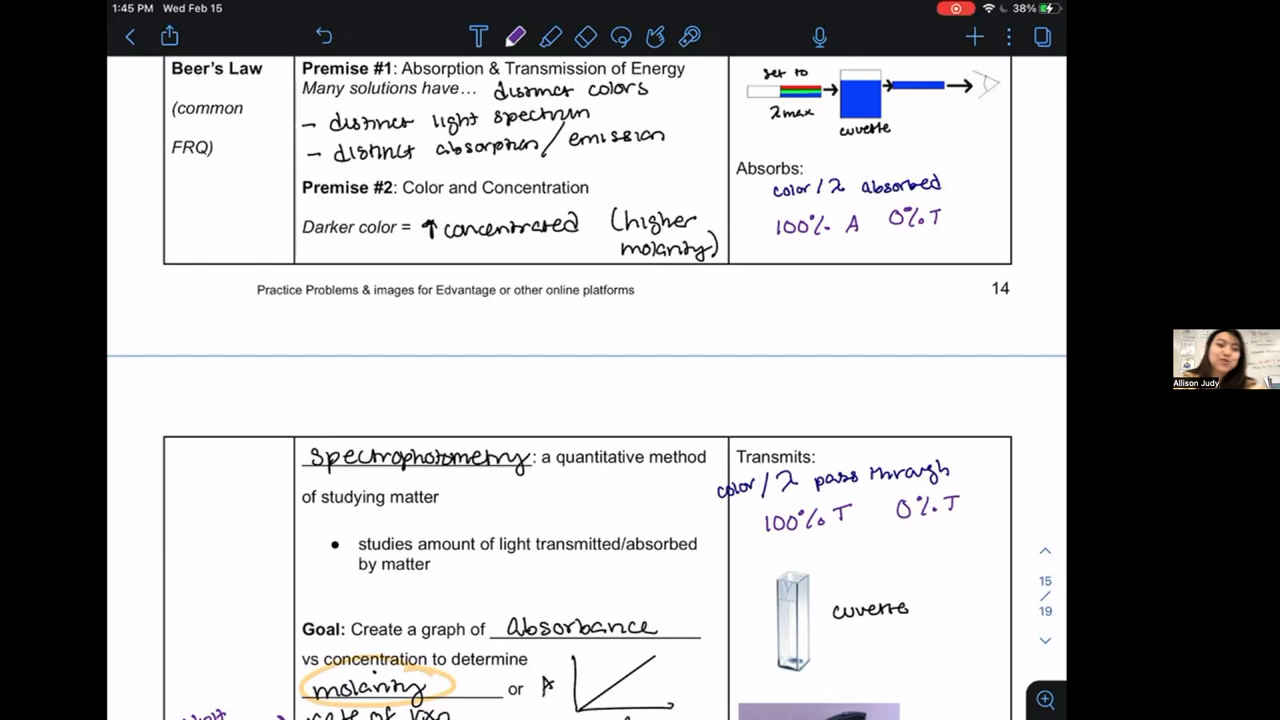 1:45 PM Wed Feb 15
38%
T
Beer's Law
(common
FRQ)
Premise #1: Absorption & Transmission of Energy
Many solutions have... distinct colors
- distinct light spectrum
- distinct absorption/emission
Premise #2: Color and Concentration
Darker color = ↑ concentrated (higher
molarity)
set to
λmax
cuvette
Absorbs:
color/λ absorbed
100% A 0% T
Practice Problems & images for Edvantage or other online platforms
14
spectrophotometry: a quantitative method
of studying matter
• studies amount of light transmitted/absorbed
by matter
Goal: Create a graph of absorbance
vs concentration to determine
molarity or
A
rate of rxn
Transmits:
color/λ pass through
100% T 0% T
cuvette
15
/
19
Allison Judy